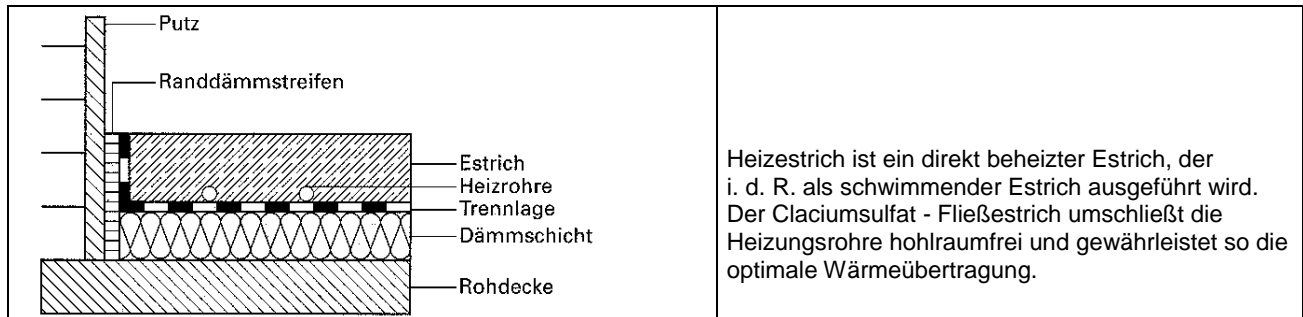 Putz
Randdämmstreifen
Estrich
Heizrohre
Trennlage
Dämmschicht
Rohdecke
Heizestrich ist ein direkt beheizter Estrich, der
i. d. R. als schwimmender Estrich ausgeführt wird.
Der Claciumsulfat - Fließestrich umschließt die
Heizungsrohre hohlraumfrei und gewährleistet so die
optimale Wärmeübertragung.